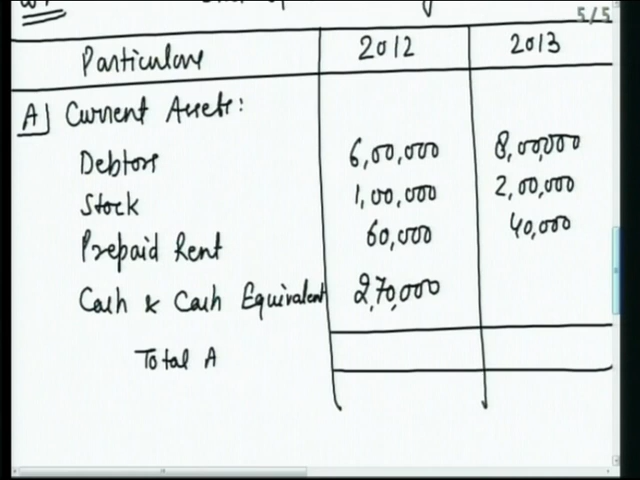 5/5
Particulars 2012 2013
A) Current Assets:
Debtors 6,00,000 8,00,000
Stock 1,00,000 2,00,000
Prepaid Rent 60,000 40,000
Cash & Cash Equivalent 2,70,000
Total A